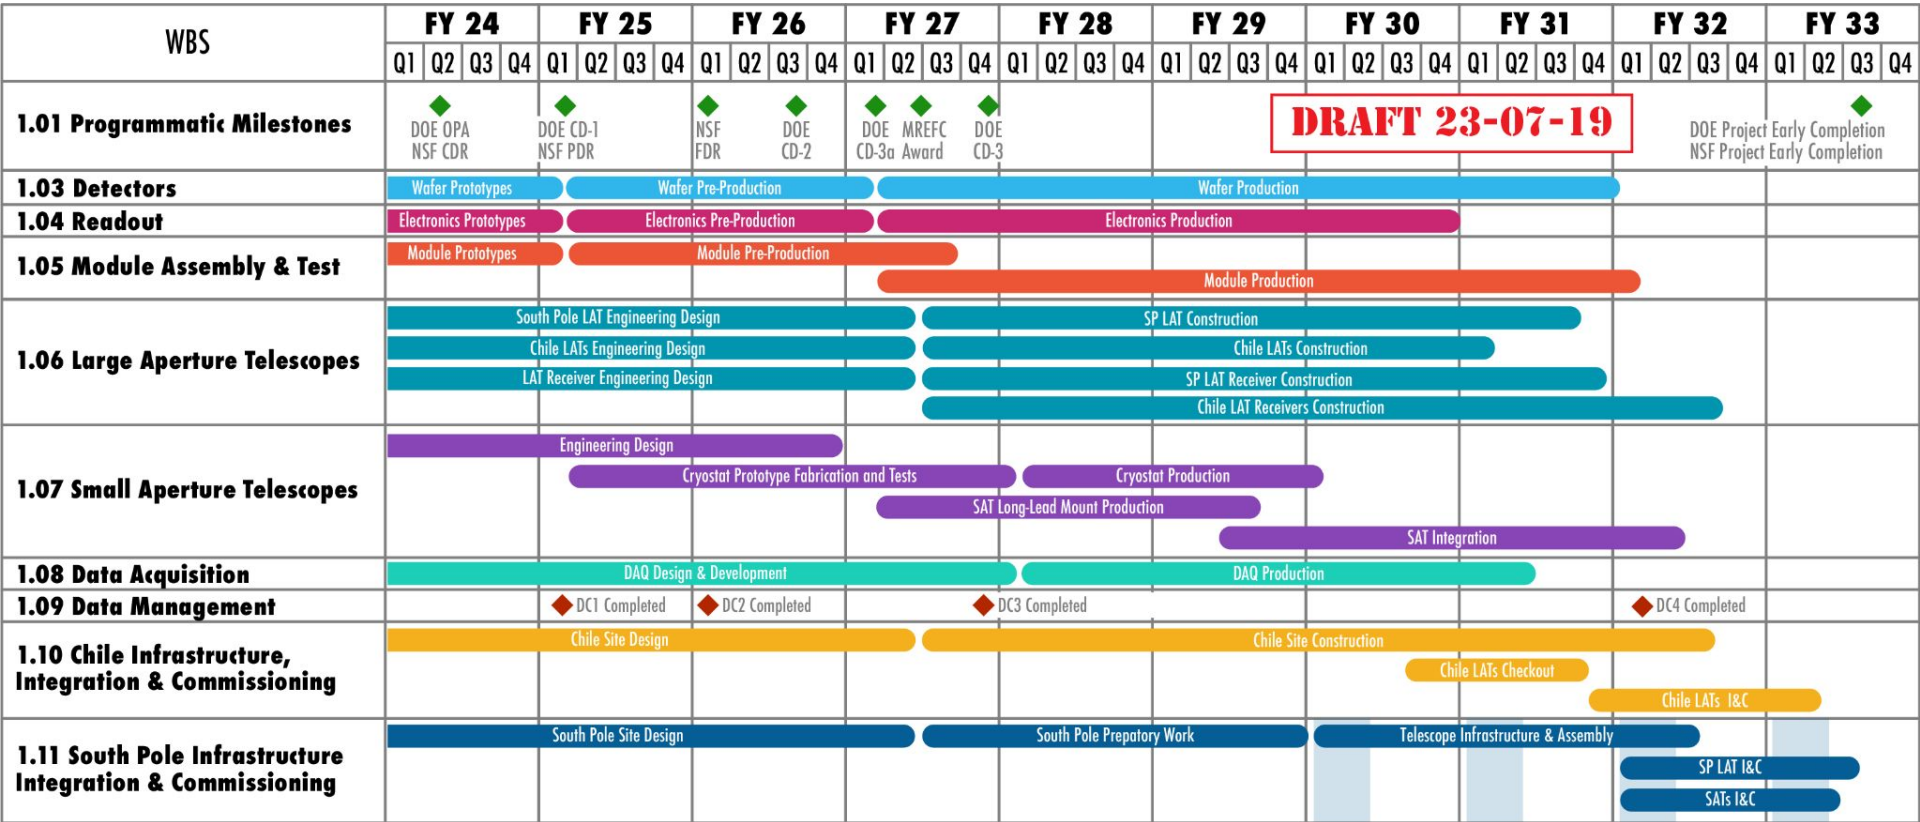 WBS
FY 24 FY 25 FY 26 FY 27 FY 28 FY 29 FY 30 FY 31 FY 32 FY 33
Q1 Q2 Q3 Q4 Q1 Q2 Q3 Q4 Q1 Q2 Q3 Q4 Q1 Q2 Q3 Q4 Q1 Q2 Q3 Q4 Q1 Q2 Q3 Q4 Q1 Q2 Q3 Q4 Q1 Q2 Q3 Q4 Q1 Q2 Q3 Q4 Q1 Q2 Q3 Q4
1.01 Programmatic Milestones
DOE OPA
NSF CDR
DOE CD-1
NSF PDR
NSF
FDR
DOE
CD-2
DOE
CD-3a
MREFC
Award
DOE
CD-3
DRAFT 23-07-19
DOE Project Early Completion
NSF Project Early Completion
1.03 Detectors
Wafer Prototypes
Wafer Pre-Production
Wafer Production
1.04 Readout
Electronics Prototypes
Electronics Pre-Production
Electronics Production
1.05 Module Assembly & Test
Module Prototypes
Module Pre-Production
Module Production
1.06 Large Aperture Telescopes
South Pole LAT Engineering Design
SP LAT Construction
Chile LATs Engineering Design
Chile LATs Construction
LAT Receiver Engineering Design
SP LAT Receiver Construction
Chile LAT Receivers Construction
1.07 Small Aperture Telescopes
Engineering Design
Cryostat Prototype Fabrication and Tests
Cryostat Production
SAT Long-Lead Mount Production
SAT Integration
1.08 Data Acquisition
DAQ Design & Development
DAQ Production
1.09 Data Management
DC1 Completed
DC2 Completed
DC3 Completed
DC4 Completed
1.10 Chile Infrastructure,
Integration & Commissioning
Chile Site Design
Chile Site Construction
Chile LATs Checkout
Chile LATs I&C
1.11 South Pole Infrastructure
Integration & Commissioning
South Pole Site Design
South Pole Prepatory Work
Telescope Infrastructure & Assembly
SP LAT I&C
SATs I&C